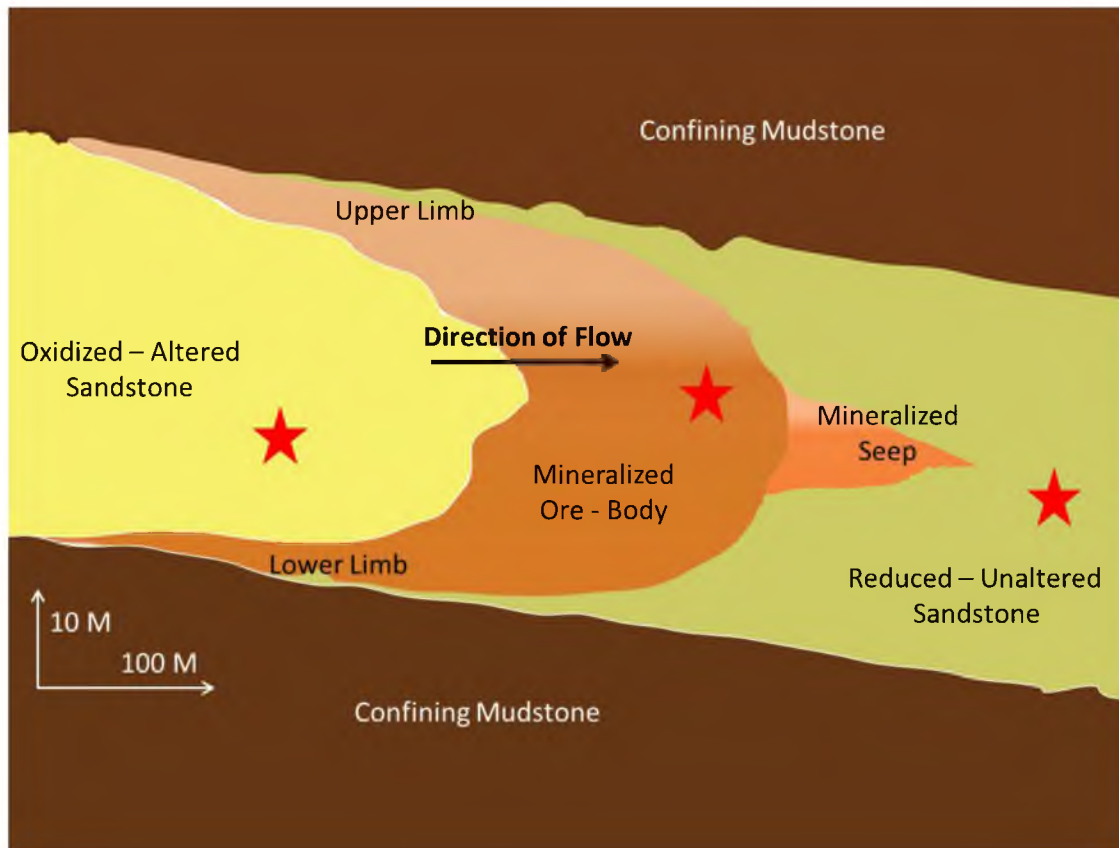 Confining Mudstone
Upper Limb
Direction of Flow
Oxidized – Altered
Sandstone
Mineralized
Seep
Mineralized
Ore - Body
Lower Limb
Reduced – Unaltered
Sandstone
10 M
100 M
Confining Mudstone